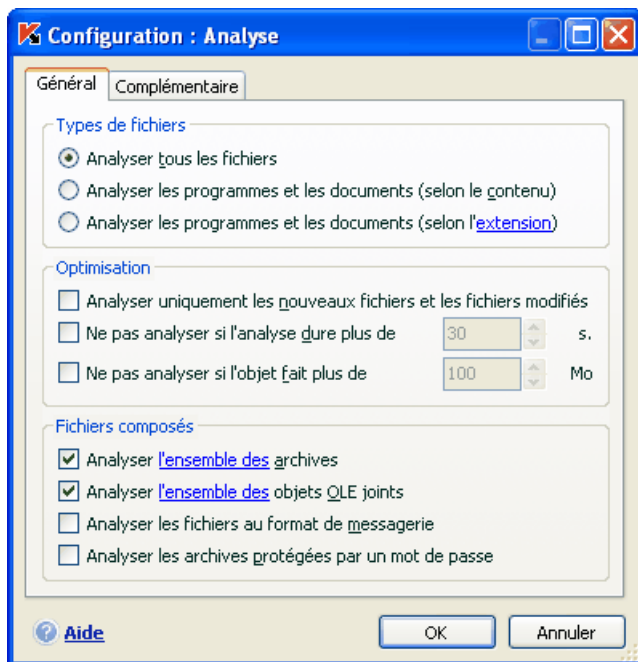 Configuration : Analyse
Général Complémentaire
Types de fichiers
Analyser tous les fichiers
Analyser les programmes et les documents (selon le contenu)
Analyser les programmes et les documents (selon l'extension)
Optimisation
Analyser uniquement les nouveaux fichiers et les fichiers modifiés
Ne pas analyser si l'analyse dure plus de 30 s.
Ne pas analyser si l'objet fait plus de 100 Mo
Fichiers composés
Analyser l'ensemble des archives
Analyser l'ensemble des objets OLE joints
Analyser les fichiers au format de messagerie
Analyser les archives protégées par un mot de passe
Aide OK Annuler